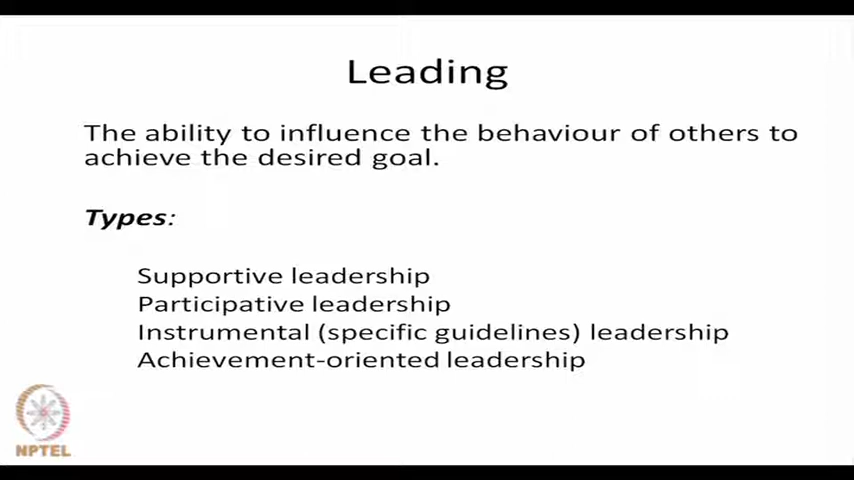 Leading
The ability to influence the behaviour of others to
achieve the desired goal.
Types:
Supportive leadership
Participative leadership
Instrumental (specific guidelines) leadership
Achievement-oriented leadership
NPTEL